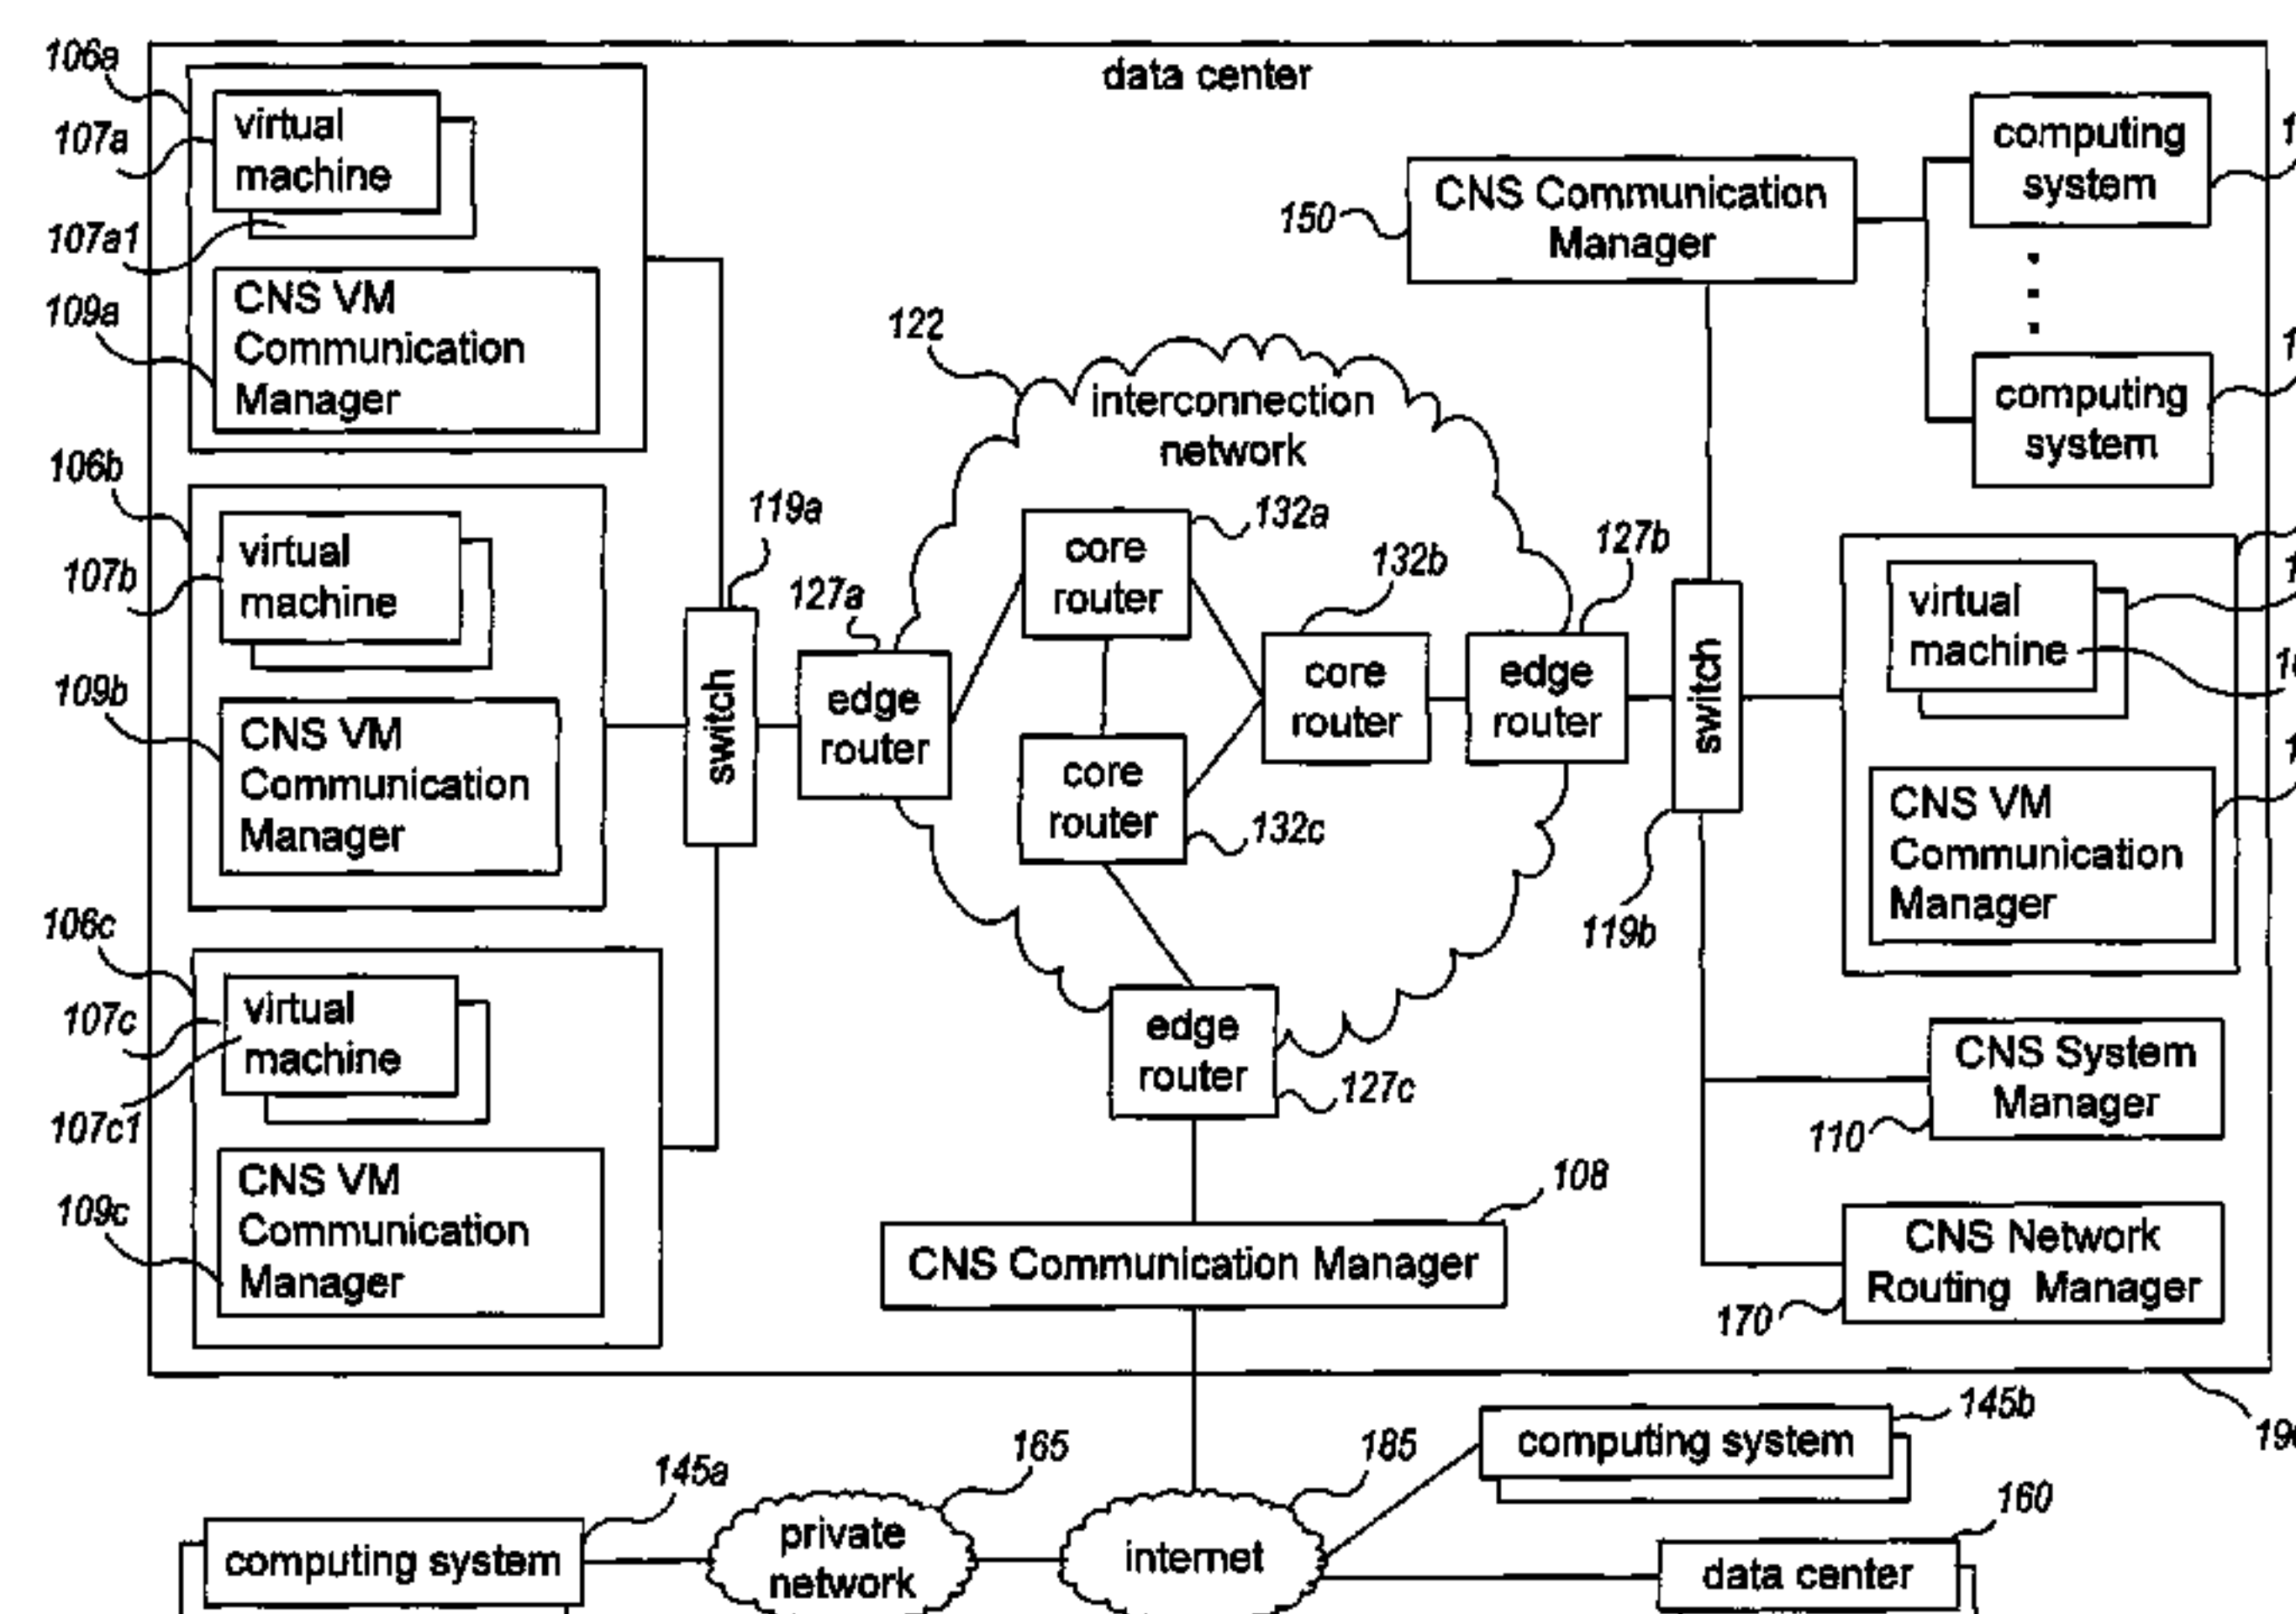 data center
106a
virtual
machine
107a
107a1
CNS VM
Communication
Manager
109a
106b
virtual
machine
107b
CNS VM
Communication
Manager
109b
106c
virtual
machine
107c
107c1
CNS VM
Communication
Manager
109c
119a
switch
127a
edge
router
122
interconnection
network
132a
core
router
132b
core
router
core
router
132c
127b
edge
router
edge
router
127c
119b
switch
150
CNS Communication
Manager
computing
system
computing
system
virtual
machine
CNS VM
Communication
Manager
CNS System
Manager
110
CNS Network
Routing Manager
170
108
CNS Communication Manager
145a
computing system
165
private
network
185
internet
145b
computing system
160
data center